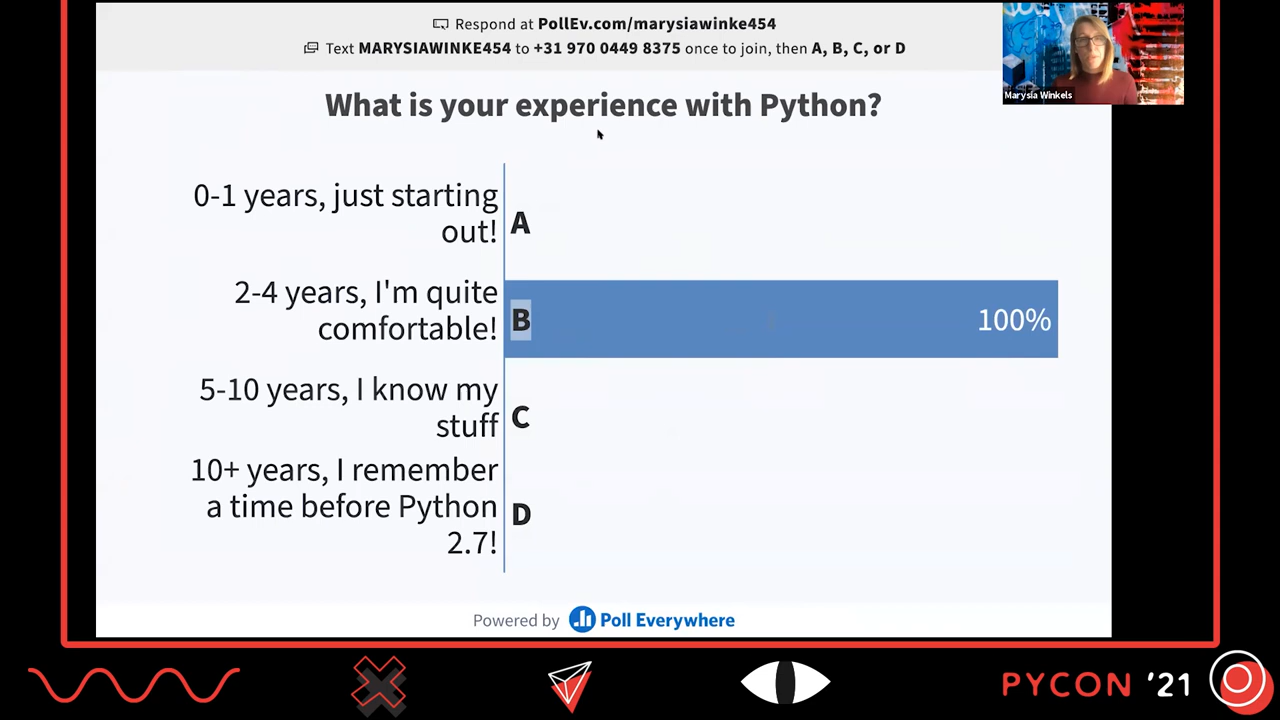 Respond at PollEv.com/marysiawinke454
Text MARYSIAWINKE454 to +31 970 0449 8375 once to join, then A, B, C, or D
Marysia Winkels
What is your experience with Python?
0-1 years, just starting
out!
A
2-4 years, I'm quite
comfortable!
B
100%
5-10 years, I know my
stuff
C
10+ years, I remember
a time before Python
2.7!
D
Powered by Poll Everywhere
PYCON '21